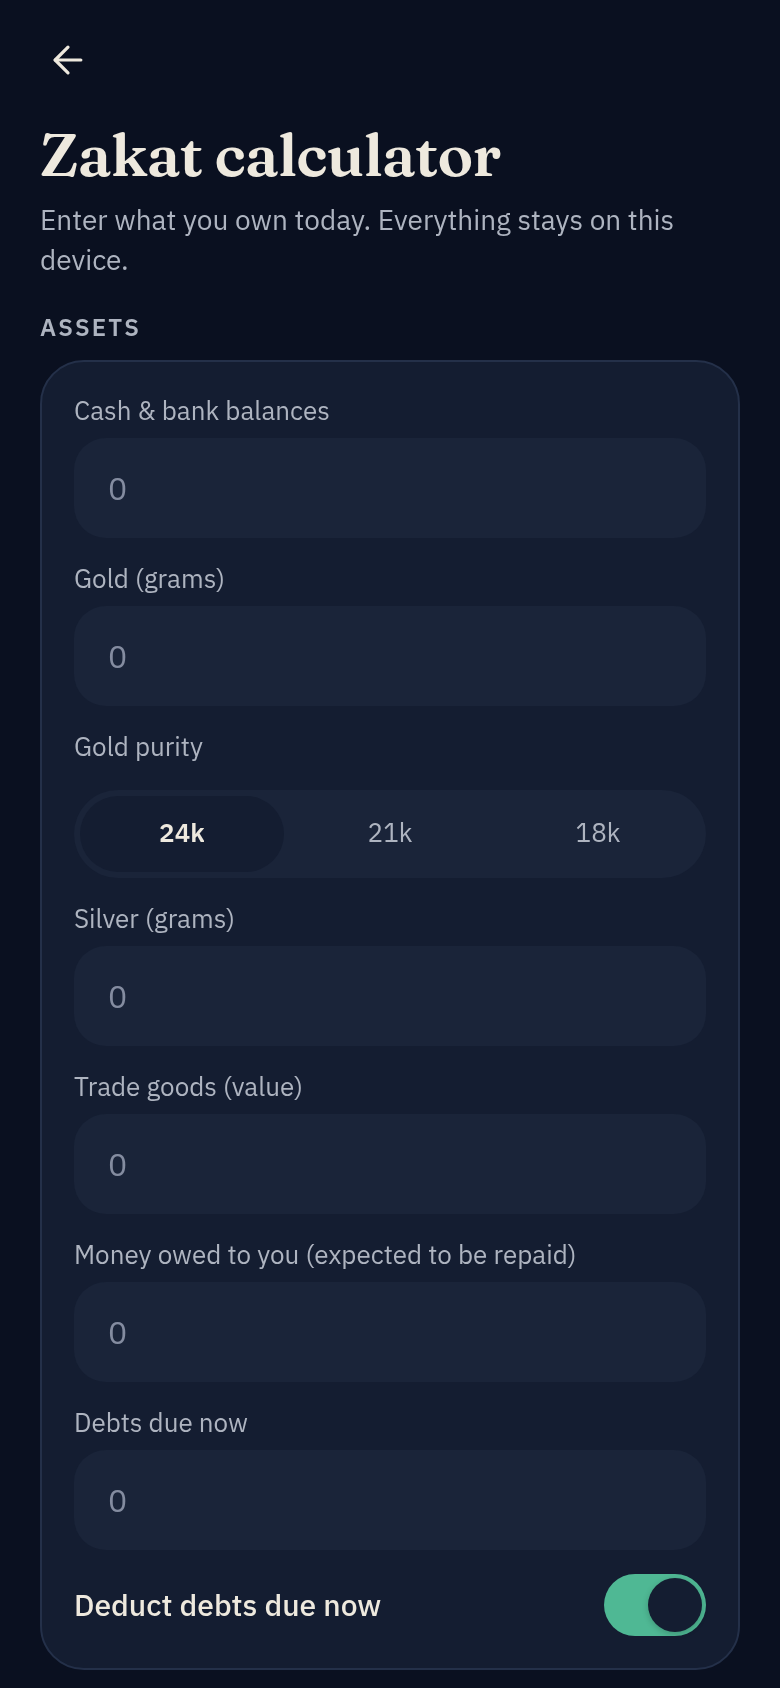 Zakat calculator
Enter what you own today. Everything stays on this
device.
ASSETS
Cash & bank balances
0
Gold (grams)
0
Gold purity
24k 21k 18k
Silver (grams)
0
Trade goods (value)
0
Money owed to you (expected to be repaid)
0
Debts due now
0
Deduct debts due now